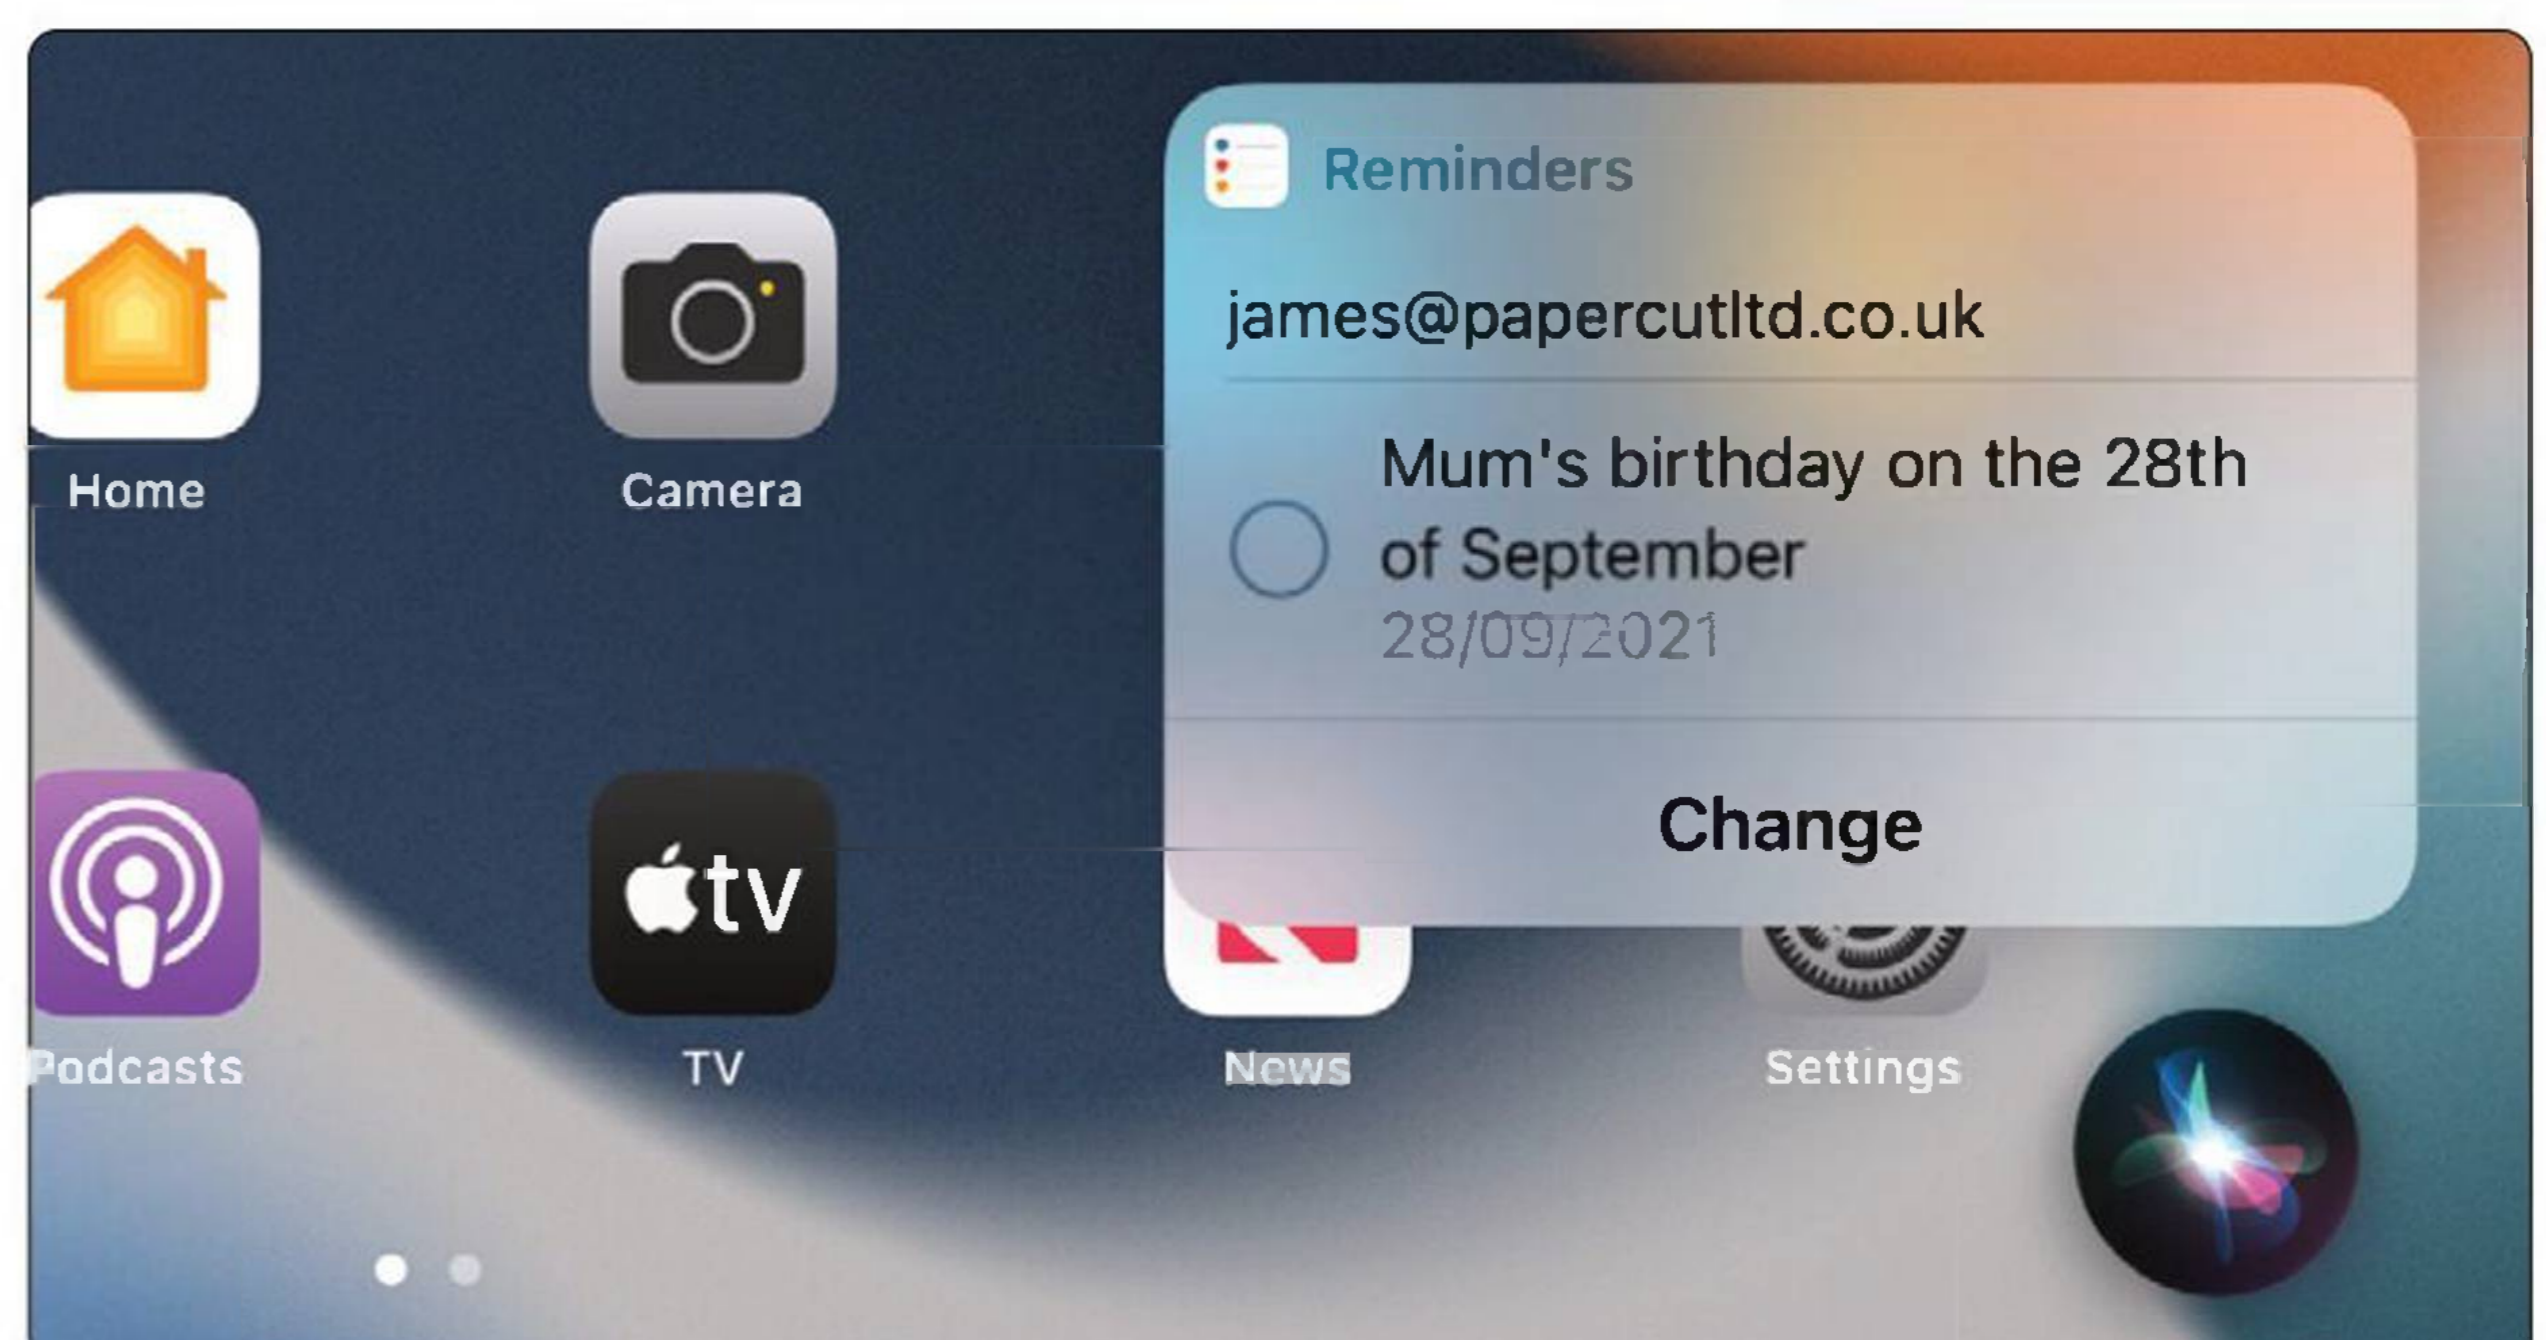 Reminders
james@papercutltd.co.uk
Mum's birthday on the 28th
of September
28/09/2021
Change
Home
Camera
tv
Podcasts
TV
News
Settings